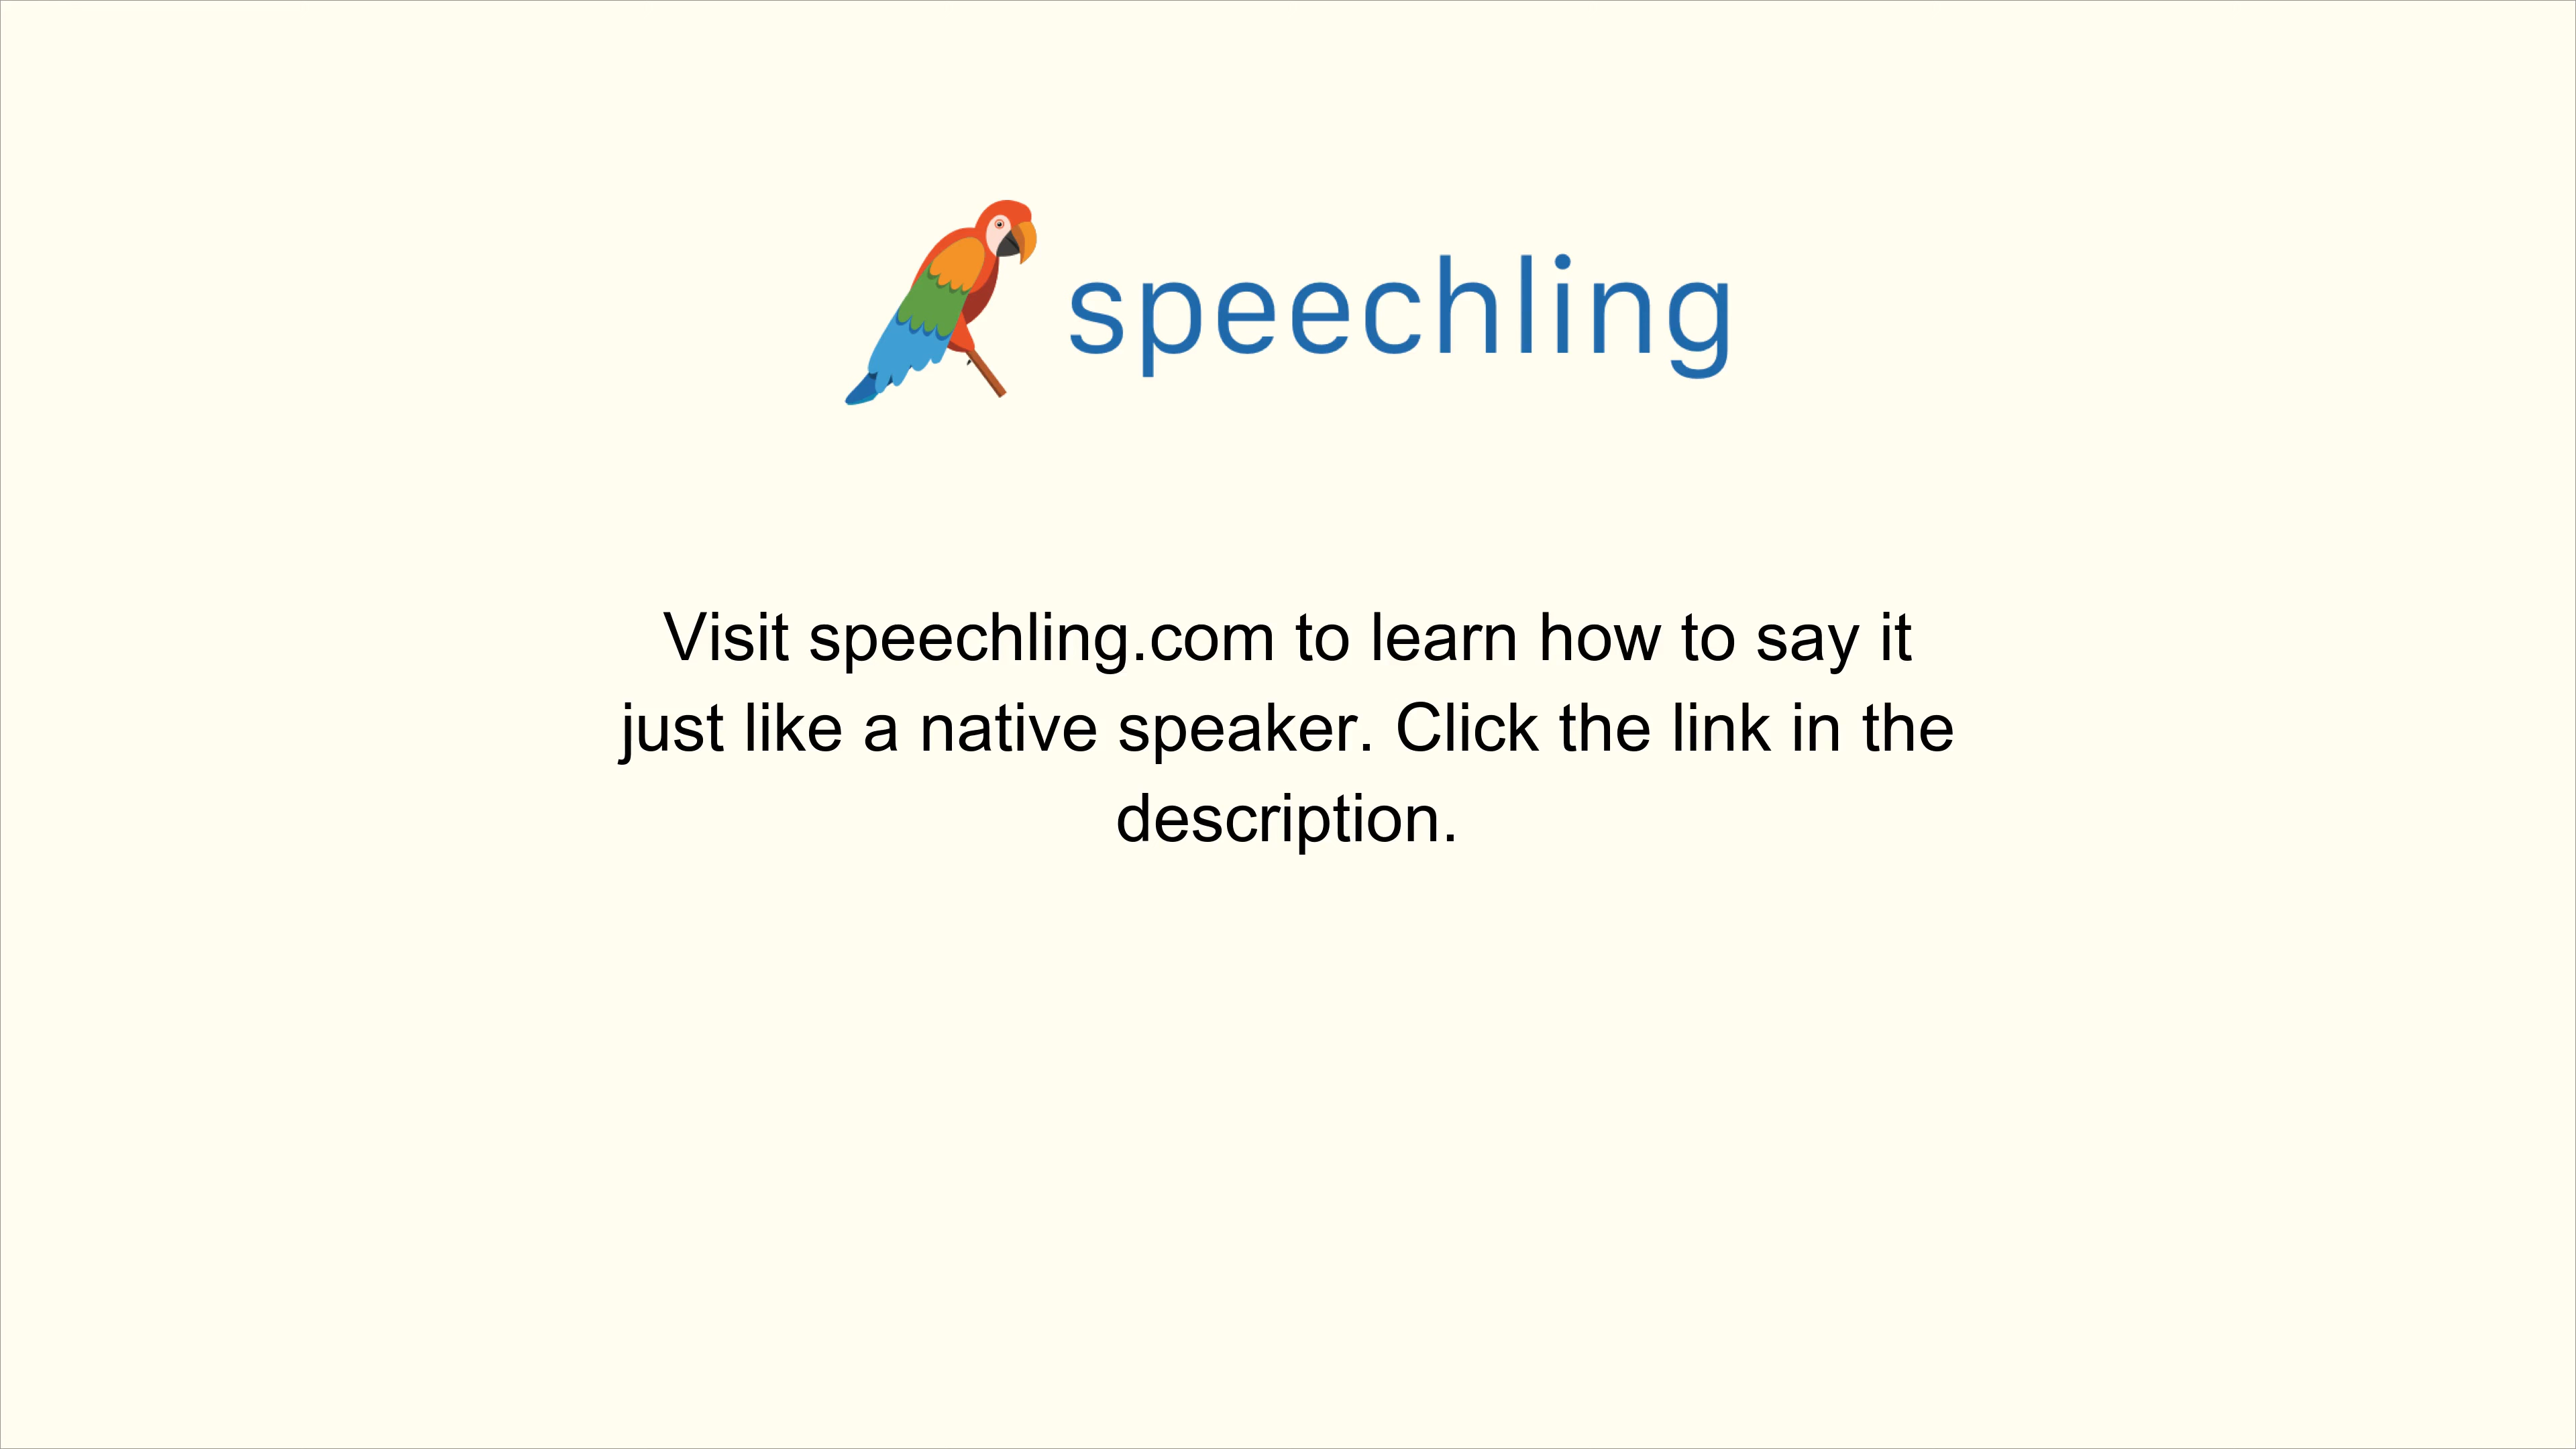 speechling
Visit speechling.com to learn how to say it
just like a native speaker. Click the link in the
description.